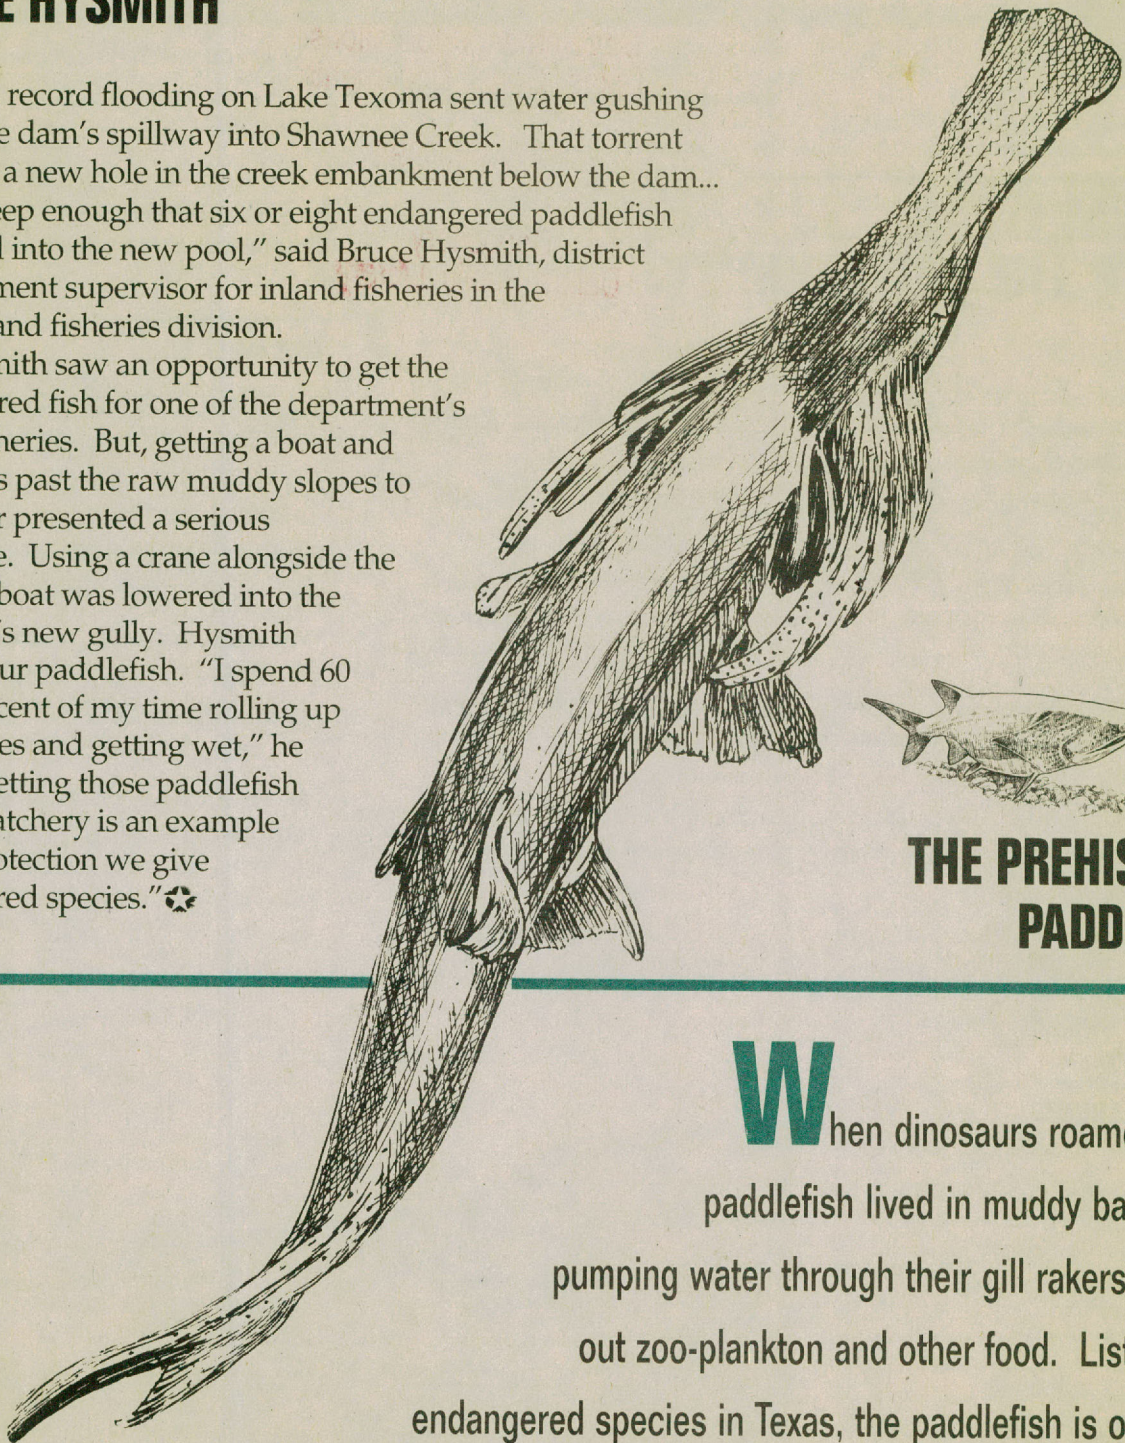 E HYSMITH
record flooding on Lake Texoma sent water gushing
e dam's spillway into Shawnee Creek. That torrent
a new hole in the creek embankment below the dam...
eep enough that six or eight endangered paddlefish
l into the new pool," said Bruce Hysmith, district
ment supervisor for inland fisheries in the
and fisheries division.
mith saw an opportunity to get the
red fish for one of the department's
heries. But, getting a boat and
s past the raw muddy slopes to
r presented a serious
e. Using a crane alongside the
boat was lowered into the
's new gully. Hysmith
ur paddlefish. "I spend 60
cent of my time rolling up
es and getting wet," he
etting those paddlefish
atchery is an example
otection we give
red species."
THE PREHIS
PADD
When dinosaurs roam
paddlefish lived in muddy ba
pumping water through their gill rakers
out zoo-plankton and other food. List
endangered species in Texas, the paddlefish is o